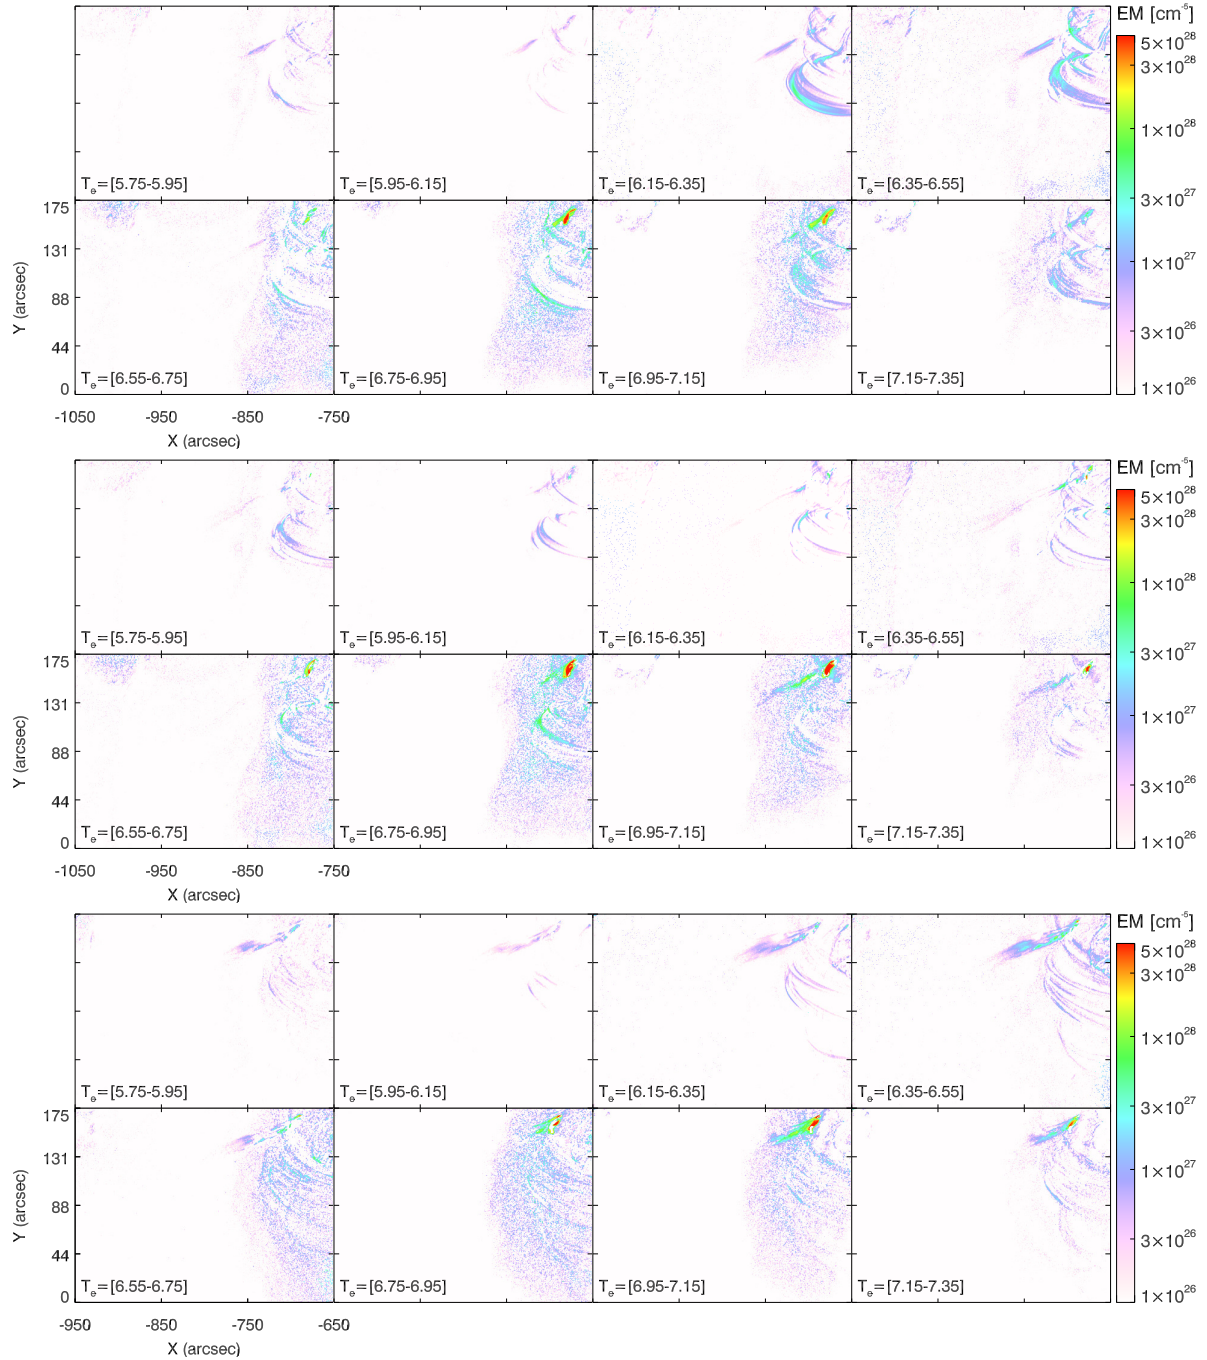 EM [cm⁻⁵]
5×10²⁸
3×10²⁸
1×10²⁸
3×10²⁷
1×10²⁷
3×10²⁶
1×10²⁶
Tₑ=[5.75-5.95] Tₑ=[5.95-6.15] Tₑ=[6.15-6.35] Tₑ=[6.35-6.55]
175
131
88
44
0
Y (arcsec)
Tₑ=[6.55-6.75] Tₑ=[6.75-6.95] Tₑ=[6.95-7.15] Tₑ=[7.15-7.35]
-1050 -950 -850 -750
X (arcsec)
EM [cm⁻⁵]
5×10²⁸
3×10²⁸
1×10²⁸
3×10²⁷
1×10²⁷
3×10²⁶
1×10²⁶
Tₑ=[5.75-5.95] Tₑ=[5.95-6.15] Tₑ=[6.15-6.35] Tₑ=[6.35-6.55]
175
131
88
44
0
Y (arcsec)
Tₑ=[6.55-6.75] Tₑ=[6.75-6.95] Tₑ=[6.95-7.15] Tₑ=[7.15-7.35]
-1050 -950 -850 -750
X (arcsec)
EM [cm⁻⁵]
5×10²⁸
3×10²⁸
1×10²⁸
3×10²⁷
1×10²⁷
3×10²⁶
1×10²⁶
Tₑ=[5.75-5.95] Tₑ=[5.95-6.15] Tₑ=[6.15-6.35] Tₑ=[6.35-6.55]
175
131
88
44
0
Y (arcsec)
Tₑ=[6.55-6.75] Tₑ=[6.75-6.95] Tₑ=[6.95-7.15] Tₑ=[7.15-7.35]
-950 -850 -750 -650
X (arcsec)